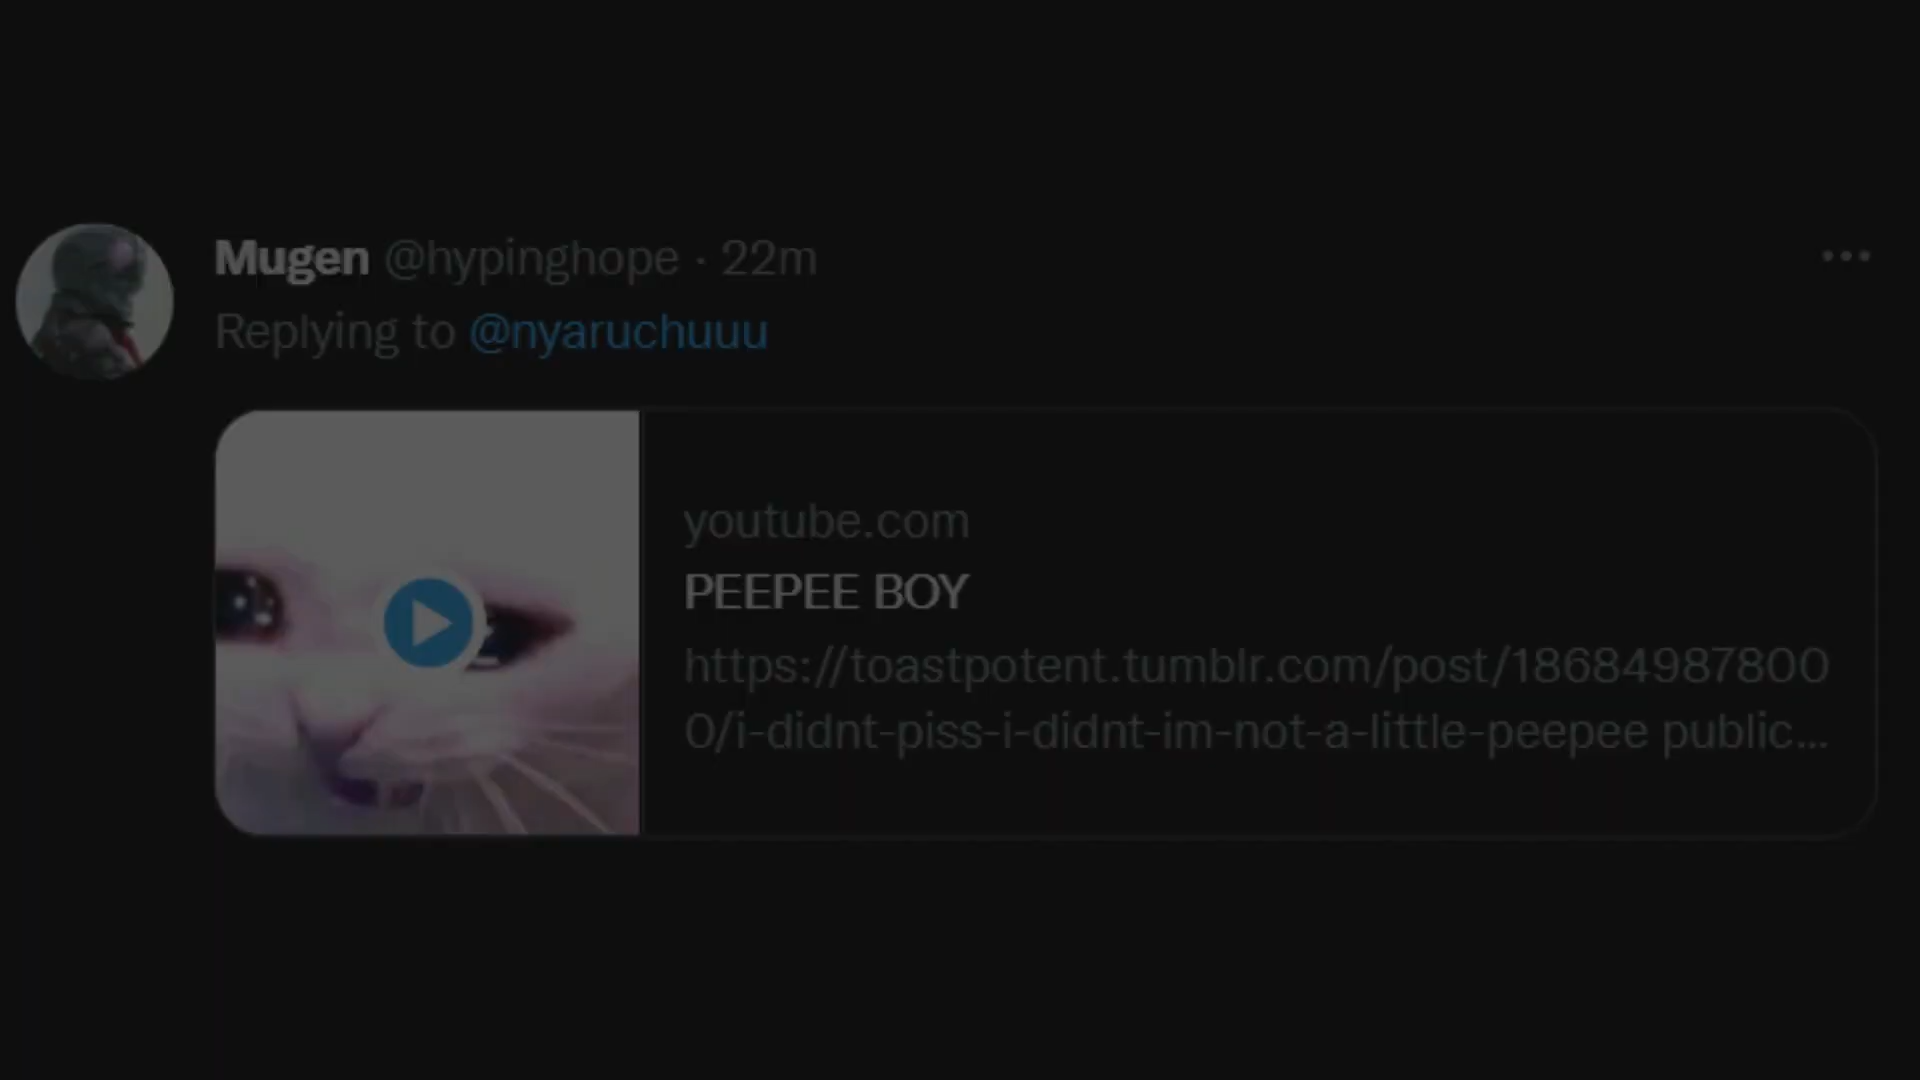 Mugen @hypinghope · 22m
Replying to @nyaruchuuu
youtube.com
PEEPEE BOY
https://toastpotent.tumblr.com/post/18684987800
0/i-didnt-piss-i-didnt-im-not-a-little-peepee public...